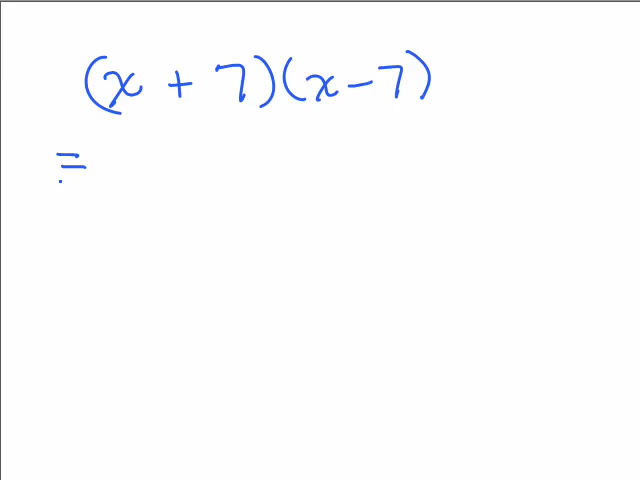 (x + 7)(x - 7)
=